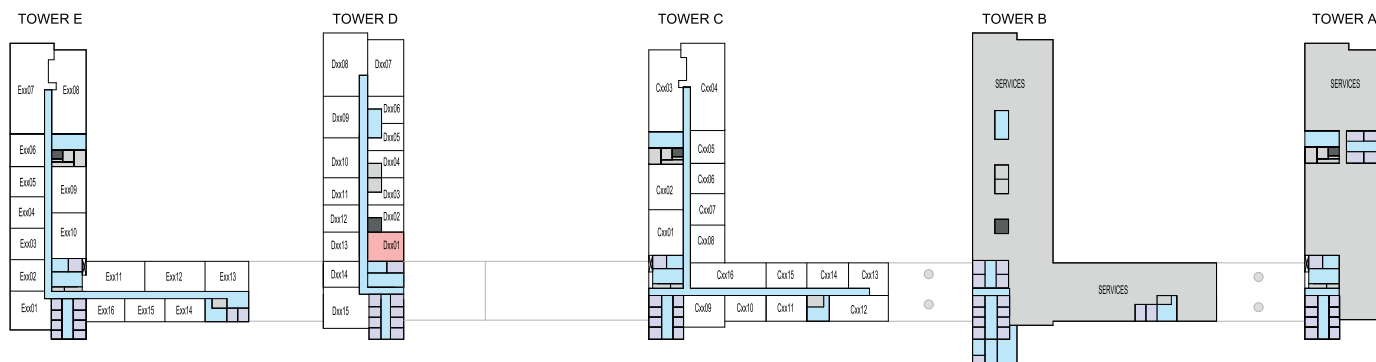 TOWER E
TOWER D
TOWER C
TOWER B
TOWER A
Exx07
Exx08
Exx06
Exx05
Exx09
Exx04
Exx03
Exx10
Exx02
Exx11
Exx12
Exx13
Exx01
Exx16
Exx15
Exx14
Dxx08
Dxx07
Dxx09
Dxx06
Dxx05
Dxx10
Dxx04
Dxx11
Dxx03
Dxx12
Dxx02
Dxx13
Dxx01
Dxx14
Dxx15
Cxx03
Cxx04
Cxx05
Cxx02
Cxx06
Cxx07
Cxx01
Cxx08
Cxx16
Cxx15
Cxx14
Cxx13
Cxx09
Cxx10
Cxx11
Cxx12
SERVICES
SERVICES
SERVICES